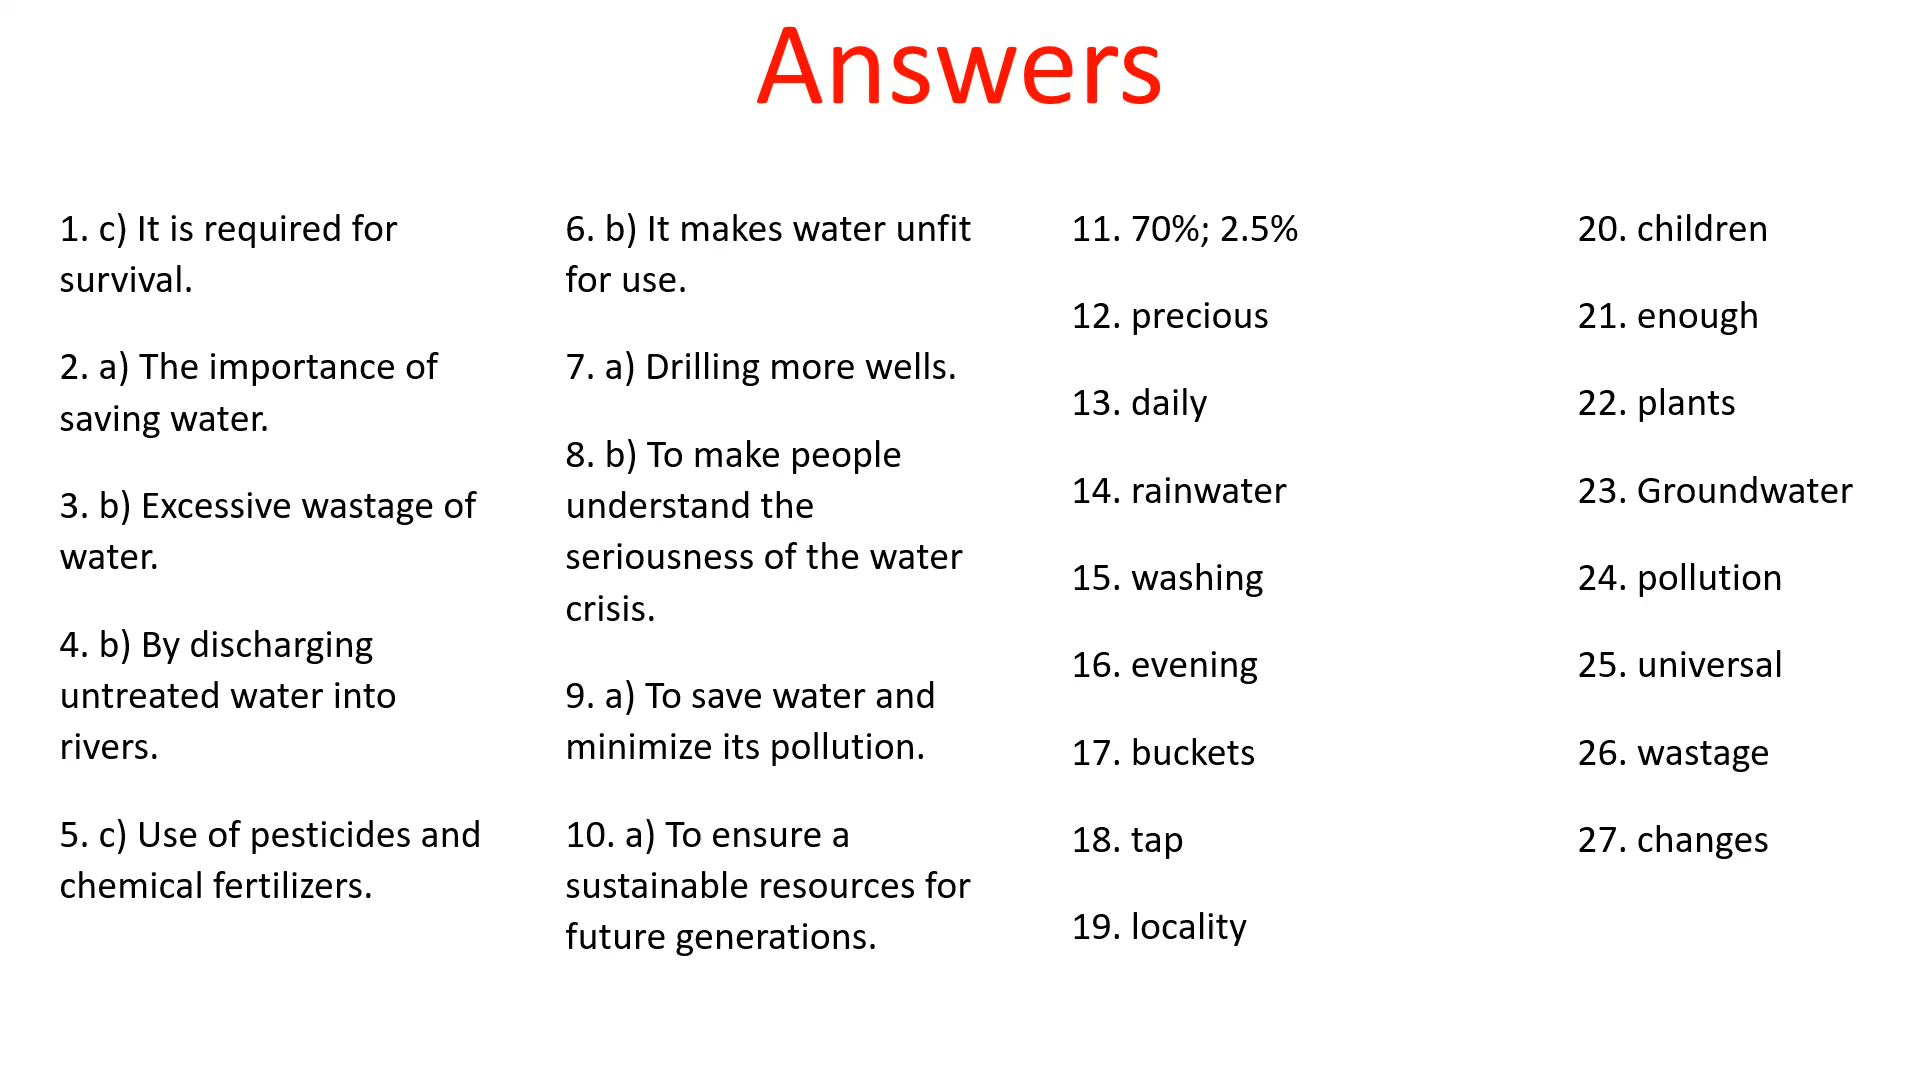 Answers
1. c) It is required for
survival.
2. a) The importance of
saving water.
3. b) Excessive wastage of
water.
4. b) By discharging
untreated water into
rivers.
5. c) Use of pesticides and
chemical fertilizers.
6. b) It makes water unfit
for use.
7. a) Drilling more wells.
8. b) To make people
understand the
seriousness of the water
crisis.
9. a) To save water and
minimize its pollution.
10. a) To ensure a
sustainable resources for
future generations.
11. 70%; 2.5%
12. precious
13. daily
14. rainwater
15. washing
16. evening
17. buckets
18. tap
19. locality
20. children
21. enough
22. plants
23. Groundwater
24. pollution
25. universal
26. wastage
27. changes